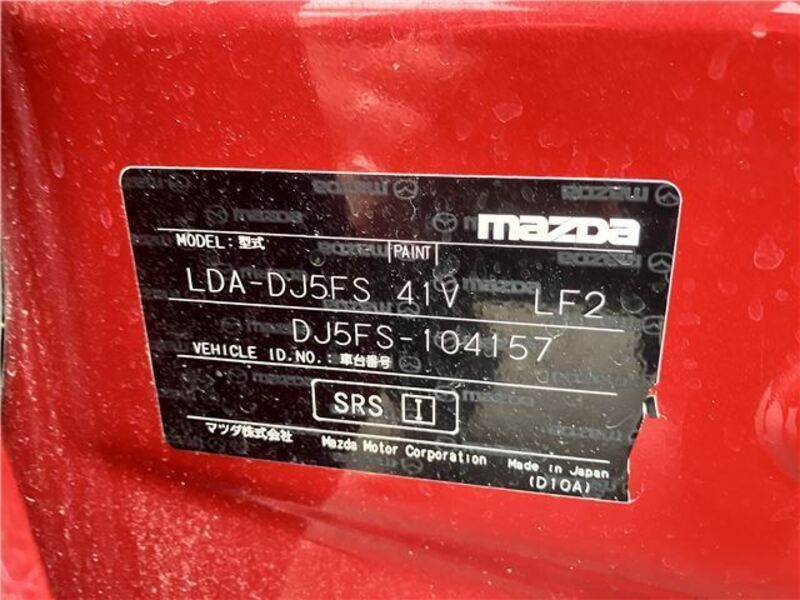 mazda
MODEL:型式 PAINT
LDA-DJ5FS 41V LF2
DJ5FS-104157
VEHICLE ID.NO.:車台番号
SRS I
マツダ株式会社 Mazda Motor Corporation Made in Japan
(D10A)